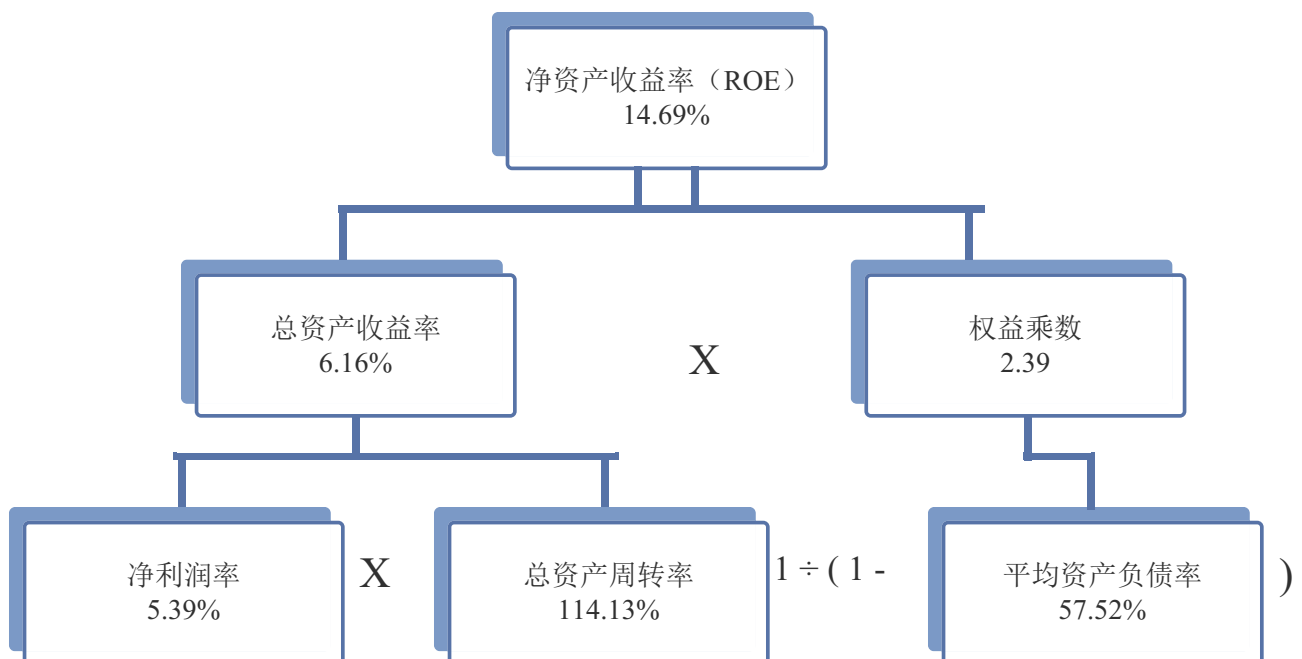 净资产收益率（ROE）
14.69%
总资产收益率
6.16%
X
权益乘数
2.39
净利润率
5.39%
X
总资产周转率
114.13%
1 ÷ ( 1 -
平均资产负债率
57.52%
)